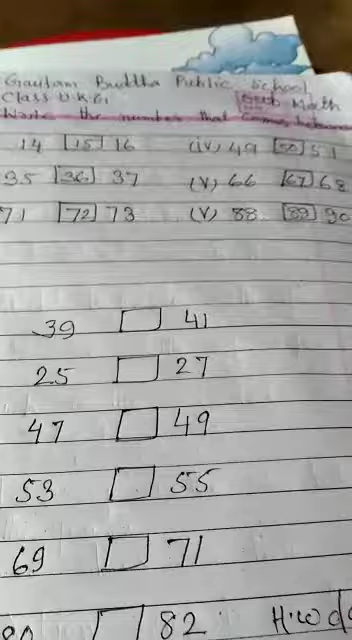 Gautam Buddha Public School
Class U.K.G. Sub Math
Write the number that comes between
14 [15] 16 (iv) 49 [50] 51
35 [36] 37 (V) 66 [67] 68
71 [72] 73 (V) 88 [89] 90
39 □ 41
25 □ 27
47 □ 49
53 □ 55
69 □ 71
80 □ 82 H.w